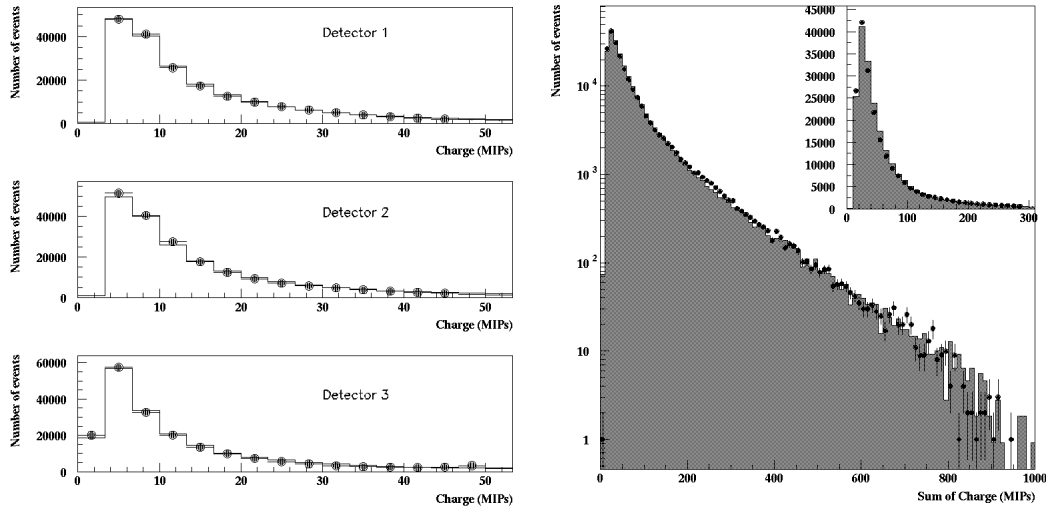 Number of events
40000
20000
0
Detector 1
0 10 20 30 40 50
Charge (MIPs)
Number of events
40000
20000
0
Detector 2
0 10 20 30 40 50
Charge (MIPs)
Number of events
60000
40000
20000
0
Detector 3
0 10 20 30 40 50
Charge (MIPs)
Number of events
10 4
10 3
10 2
10
1
0 200 400 600 800 1000
Sum of Charge (MIPs)
45000
40000
35000
30000
25000
20000
15000
10000
5000
0
0 100 200 300